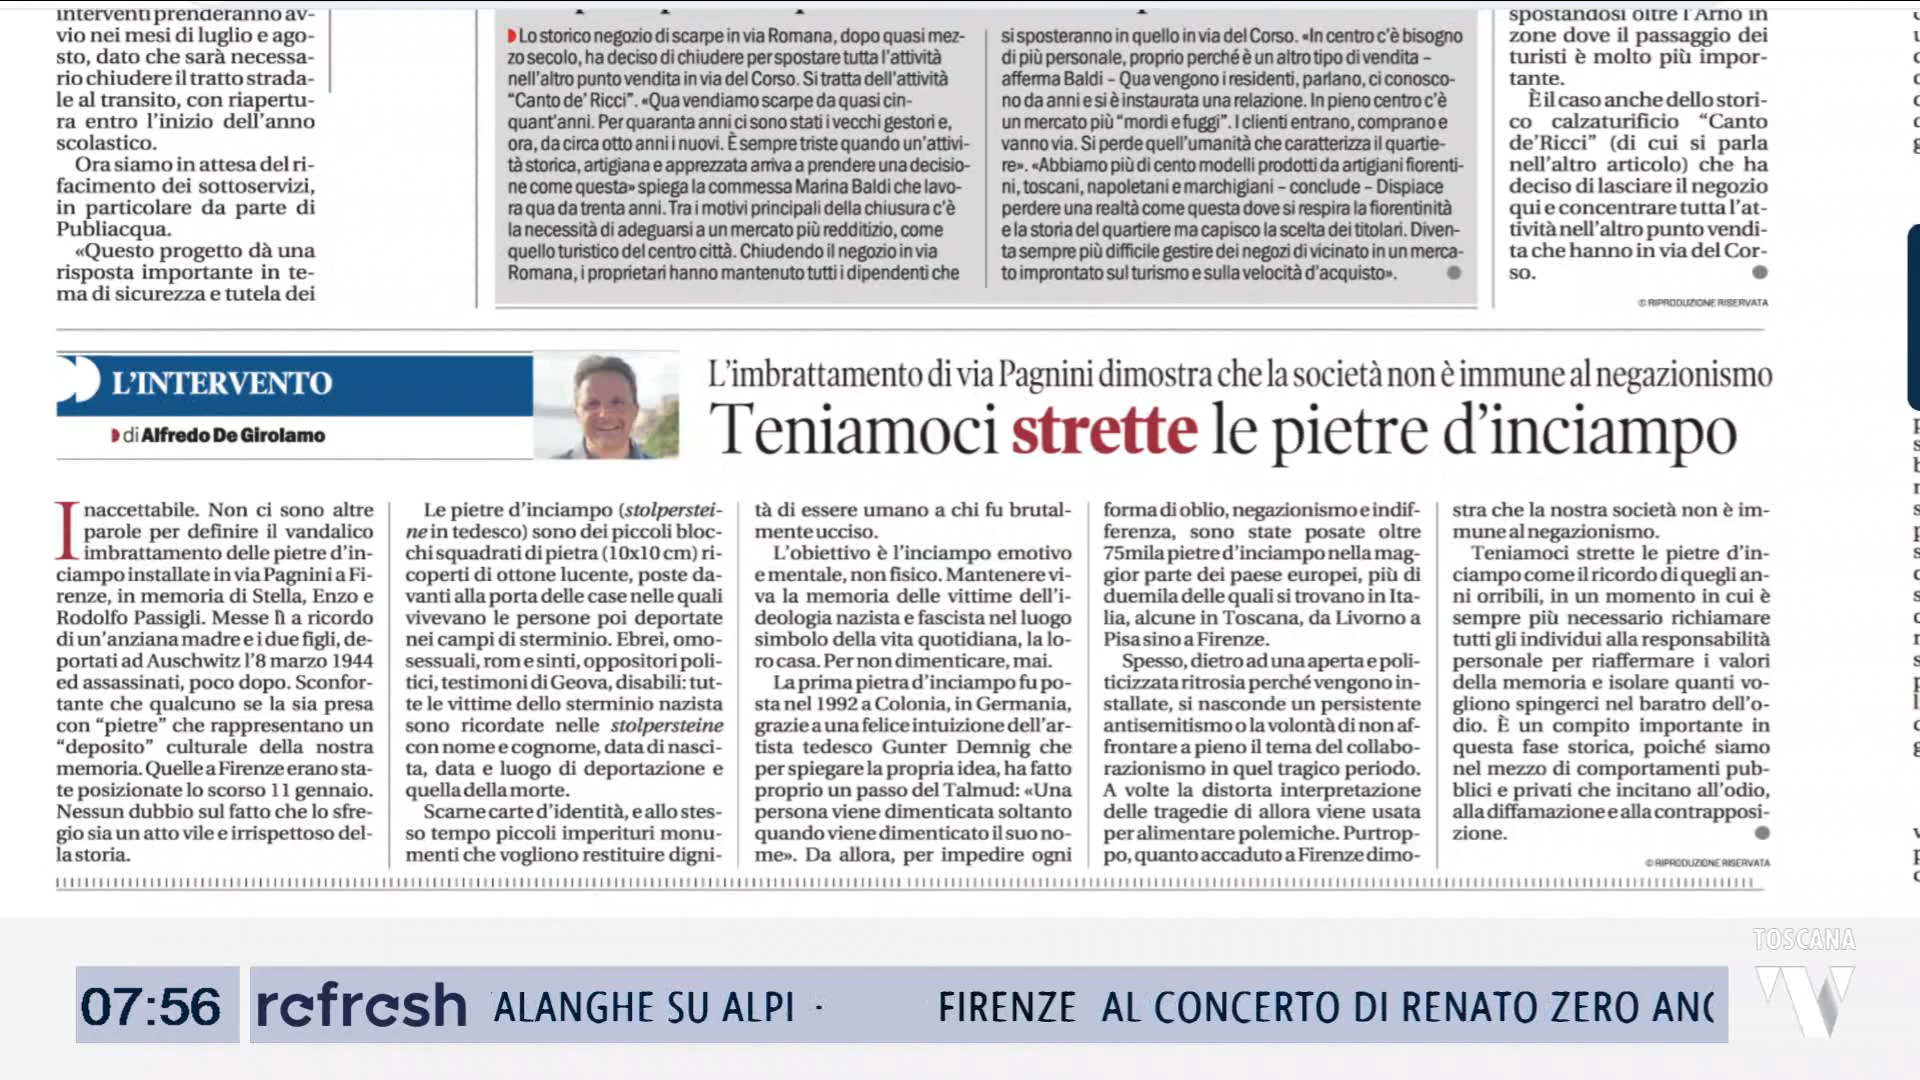 interventi prenderanno av-
vio nei mesi di luglio e ago-
sto, dato che sarà necessa-
rio chiudere il tratto strada-
le al transito, con riapertu-
ra entro l'inizio dell'anno
scolastico.
Ora siamo in attesa del ri-
facimento dei sottoservizi,
in particolare da parte di
Publiacqua.
«Questo progetto dà una
risposta importante in te-
ma di sicurezza e tutela dei
Lo storico negozio di scarpe in via Romana, dopo quasi mez-
zo secolo, ha deciso di chiudere per spostare tutta l'attività
nell'altro punto vendita in via del Corso. Si tratta dell'attività
"Canto de' Ricci". «Qua vendiamo scarpe da quasi cin-
quant'anni. Per quaranta anni ci sono stati i vecchi gestori e,
ora, da circa otto anni i nuovi. È sempre triste quando un'attivi-
tà storica, artigiana e apprezzata arriva a prendere una decisio-
ne come questa» spiega la commessa Marina Baldi che lavo-
ra qua da trenta anni. Tra i motivi principali della chiusura c'è
la necessità di adeguarsi a un mercato più redditizio, come
quello turistico del centro città. Chiudendo il negozio in via
Romana, i proprietari hanno mantenuto tutti i dipendenti che
si sposteranno in quello in via del Corso. «In centro c'è bisogno
di più personale, proprio perché è un altro tipo di vendita –
afferma Baldi – Qua vengono i residenti, parlano, ci conosco-
no da anni e si è instaurata una relazione. In pieno centro c'è
un mercato più "mordi e fuggi". I clienti entrano, comprano e
vanno via. Si perde quell'umanità che caratterizza il quartie-
re». «Abbiamo più di cento modelli prodotti da artigiani fiorenti-
ni, toscani, napoletani e marchigiani – conclude – Dispiace
perdere una realtà come questa dove si respira la fiorentinità
e la storia del quartiere ma capisco la scelta dei titolari. Diven-
ta sempre più difficile gestire dei negozi di vicinato in un merca-
to improntato sul turismo e sulla velocità d'acquisto».
spostandosi oltre l'Arno in
zone dove il passaggio dei
turisti è molto più impor-
tante.
È il caso anche dello stori-
co calzaturificio "Canto
de'Ricci" (di cui si parla
nell'altro articolo) che ha
deciso di lasciare il negozio
qui e concentrare tutta l'at-
tività nell'altro punto vendi-
ta che hanno in via del Cor-
so.
© RIPRODUZIONE RISERVATA
L'INTERVENTO
di Alfredo De Girolamo
L'imbrattamento di via Pagnini dimostra che la società non è immune al negazionismo
Teniamoci strette le pietre d'inciampo
Inaccettabile. Non ci sono altre
parole per definire il vandalico
imbrattamento delle pietre d'in-
ciampo installate in via Pagnini a Fi-
renze, in memoria di Stella, Enzo e
Rodolfo Passigli. Messe lì a ricordo
di un'anziana madre e i due figli, de-
portati ad Auschwitz l'8 marzo 1944
ed assassinati, poco dopo. Sconfor-
tante che qualcuno se la sia presa
con "pietre" che rappresentano un
"deposito" culturale della nostra
memoria. Quelle a Firenze erano sta-
te posizionate lo scorso 11 gennaio.
Nessun dubbio sul fatto che lo sfre-
gio sia un atto vile e irrispettoso del-
la storia.
Le pietre d'inciampo (stolperstei-
ne in tedesco) sono dei piccoli bloc-
chi squadrati di pietra (10x10 cm) ri-
coperti di ottone lucente, poste da-
vanti alla porta delle case nelle quali
vivevano le persone poi deportate
nei campi di sterminio. Ebrei, omo-
sessuali, rom e sinti, oppositori poli-
tici, testimoni di Geova, disabili: tut-
te le vittime dello sterminio nazista
sono ricordate nelle stolpersteine
con nome e cognome, data di nasci-
ta, data e luogo di deportazione e
quella della morte.
Scarne carte d'identità, e allo stes-
so tempo piccoli imperituri monu-
menti che vogliono restituire digni-
tà di essere umano a chi fu brutal-
mente ucciso.
L'obiettivo è l'inciampo emotivo
e mentale, non fisico. Mantenere vi-
va la memoria delle vittime dell'i-
deologia nazista e fascista nel luogo
simbolo della vita quotidiana, la lo-
ro casa. Per non dimenticare, mai.
La prima pietra d'inciampo fu po-
sta nel 1992 a Colonia, in Germania,
grazie a una felice intuizione dell'ar-
tista tedesco Gunter Demnig che
per spiegare la propria idea, ha fatto
proprio un passo del Talmud: «Una
persona viene dimenticata soltanto
quando viene dimenticato il suo no-
me». Da allora, per impedire ogni
forma di oblio, negazionismo e indif-
ferenza, sono state posate oltre
75mila pietre d'inciampo nella mag-
gior parte dei paese europei, più di
duemila delle quali si trovano in Ita-
lia, alcune in Toscana, da Livorno a
Pisa sino a Firenze.
Spesso, dietro ad una aperta e poli-
ticizzata ritrosia perché vengono in-
stallate, si nasconde un persistente
antisemitismo o la volontà di non af-
frontare a pieno il tema del collabo-
razionismo in quel tragico periodo.
A volte la distorta interpretazione
delle tragedie di allora viene usata
per alimentare polemiche. Purtrop-
po, quanto accaduto a Firenze dimo-
stra che la nostra società non è im-
mune al negazionismo.
Teniamoci strette le pietre d'in-
ciampo come il ricordo di quegli an-
ni orribili, in un momento in cui è
sempre più necessario richiamare
tutti gli individui alla responsabilità
personale per riaffermare i valori
della memoria e isolare quanti vo-
gliono spingerci nel baratro dell'o-
dio. È un compito importante in
questa fase storica, poiché siamo
nel mezzo di comportamenti pub-
blici e privati che incitano all'odio,
alla diffamazione e alla contrapposi-
zione.
© RIPRODUZIONE RISERVATA
TOSCANA
TV
07:56 refresh ALANGHE SU ALPI · FIRENZE AL CONCERTO DI RENATO ZERO ANC